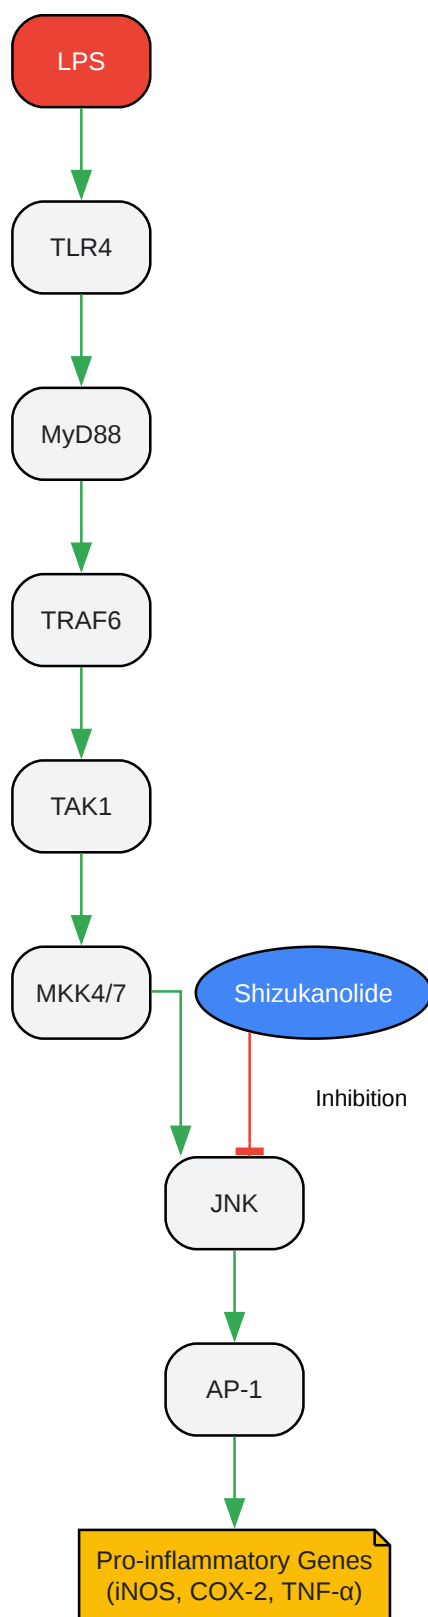 LPS
TLR4
MyD88
TRAF6
TAK1
MKK4/7
Shizukanolide
Inhibition
JNK
AP-1
Pro-inflammatory Genes
(iNOS, COX-2, TNF-α)